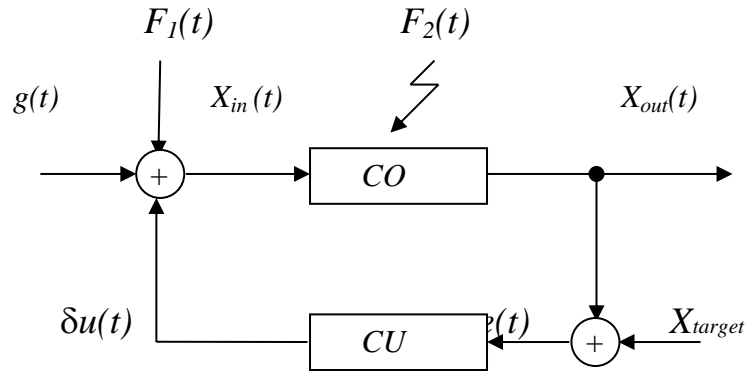 F₁(t) F₂(t)
g(t) Xᵢₙ (t) Xₒᵤₜ(t)
+ CO
δu(t) CU e(t) + Xₜₐᵣgₑₜ